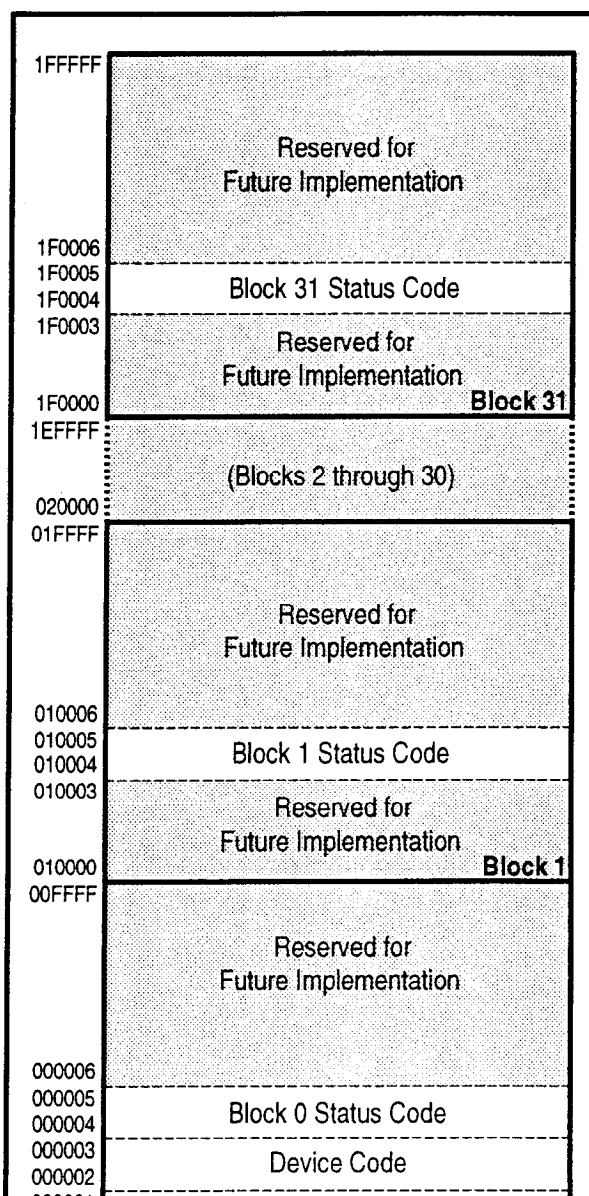 1FFFFF
Reserved for
Future Implementation
1F0006
1F0005
Block 31 Status Code
1F0004
1F0003
Reserved for
Future Implementation
1F0000
Block 31
1EFFFF
(Blocks 2 through 30)
020000
01FFFF
Reserved for
Future Implementation
010006
010005
Block 1 Status Code
010004
010003
Reserved for
Future Implementation
010000
Block 1
00FFFF
Reserved for
Future Implementation
000006
000005
Block 0 Status Code
000004
000003
Device Code
000002